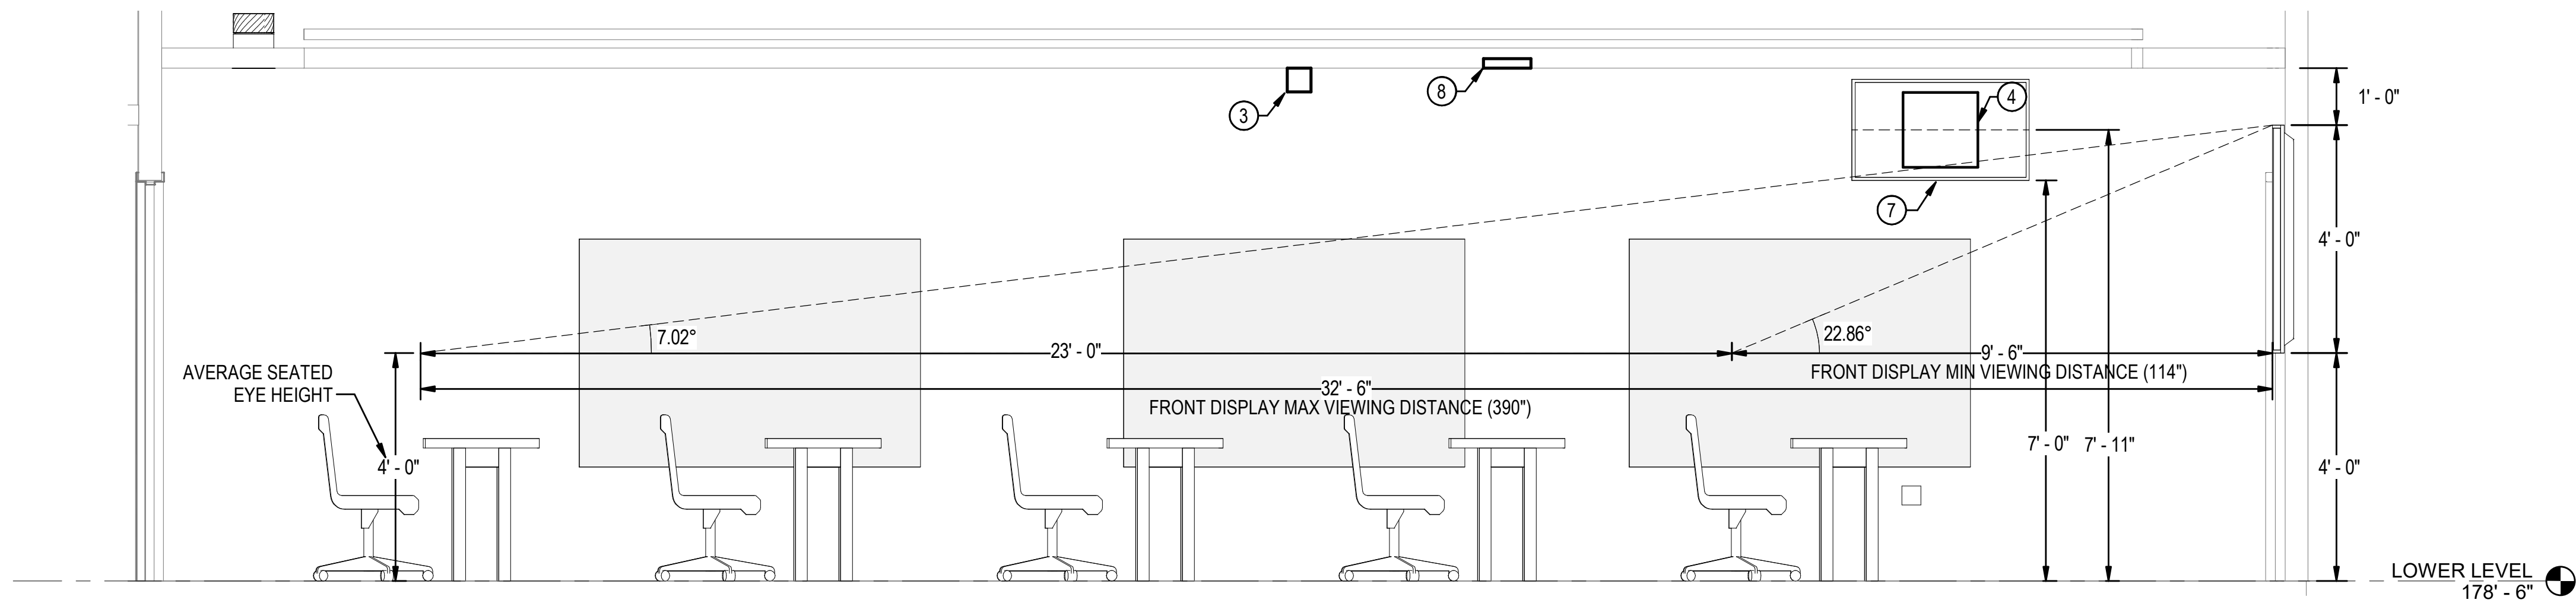 3
8
4
1' - 0"
7
4' - 0"
7.02°
22.86°
23' - 0"
9' - 6"
AVERAGE SEATED
EYE HEIGHT
FRONT DISPLAY MIN VIEWING DISTANCE (114")
32' - 6"
FRONT DISPLAY MAX VIEWING DISTANCE (390")
7' - 0"
7' - 11"
4' - 0"
4' - 0"
LOWER LEVEL
178' - 6"